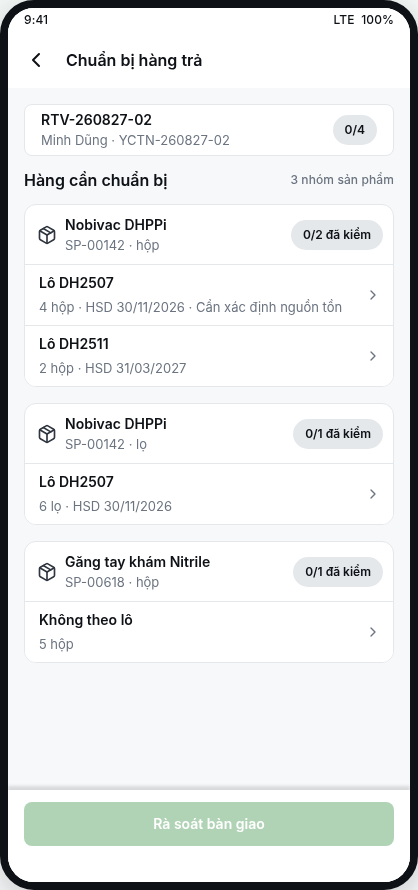 9:41 LTE 100%
Chuẩn bị hàng trả
RTV-260827-02
Minh Dũng · YCTN-260827-02
0/4
Hàng cần chuẩn bị
3 nhóm sản phẩm
Nobivac DHPPi
SP-00142 · hộp
0/2 đã kiểm
Lô DH2507
4 hộp · HSD 30/11/2026 · Cần xác định nguồn tồn
Lô DH2511
2 hộp · HSD 31/03/2027
Nobivac DHPPi
SP-00142 · lọ
0/1 đã kiểm
Lô DH2507
6 lọ · HSD 30/11/2026
Găng tay khám Nitrile
SP-00618 · hộp
0/1 đã kiểm
Không theo lô
5 hộp
Rà soát bàn giao